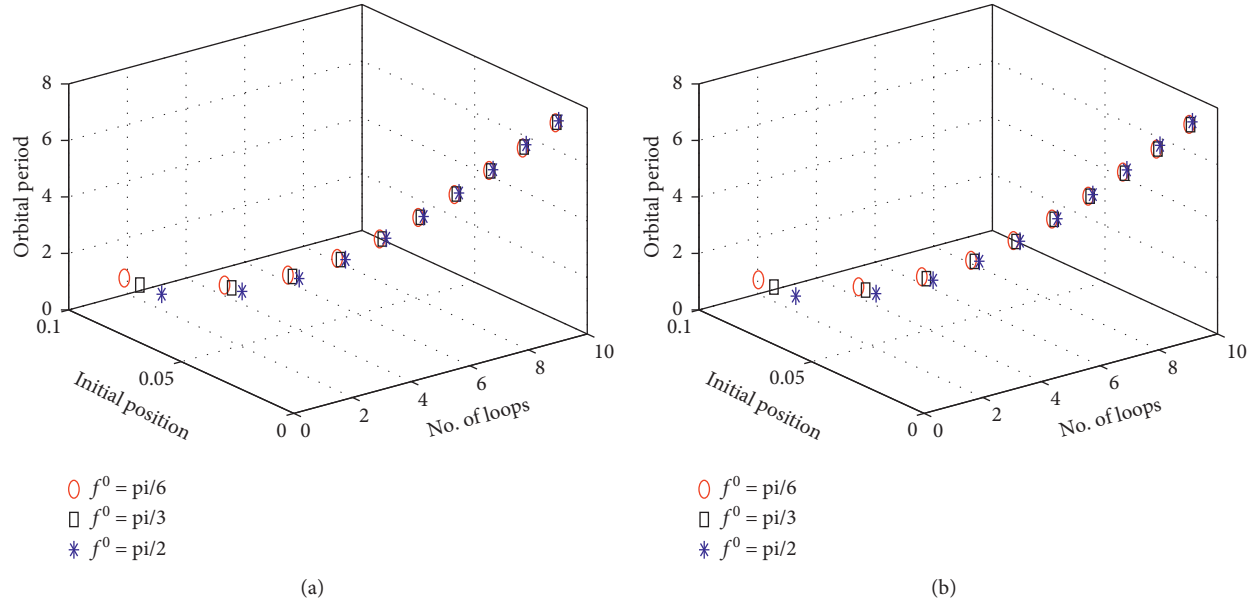 8
6
4
2
0
Orbital period
0.1
0.05
0
Initial position
0
2
4
6
8
10
No. of loops
f⁰ = pi/6
f⁰ = pi/3
f⁰ = pi/2
(a)
8
6
4
2
0
Orbital period
0.1
0.05
0
Initial position
0
2
4
6
8
10
No. of loops
f⁰ = pi/6
f⁰ = pi/3
f⁰ = pi/2
(b)